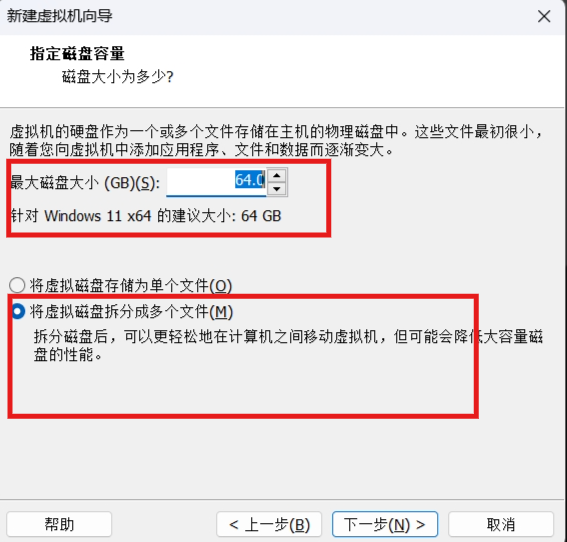 新建虚拟机向导
指定磁盘容量
磁盘大小为多少?
虚拟机的硬盘作为一个或多个文件存储在主机的物理磁盘中。这些文件最初很小，
随着您向虚拟机中添加应用程序、文件和数据而逐渐变大。
最大磁盘大小 (GB)(S): 64.0
针对 Windows 11 x64 的建议大小: 64 GB
将虚拟磁盘存储为单个文件(O)
将虚拟磁盘拆分成多个文件(M)
拆分磁盘后，可以更轻松地在计算机之间移动虚拟机，但可能会降低大容量磁
盘的性能。
帮助 < 上一步(B) 下一步(N) > 取消